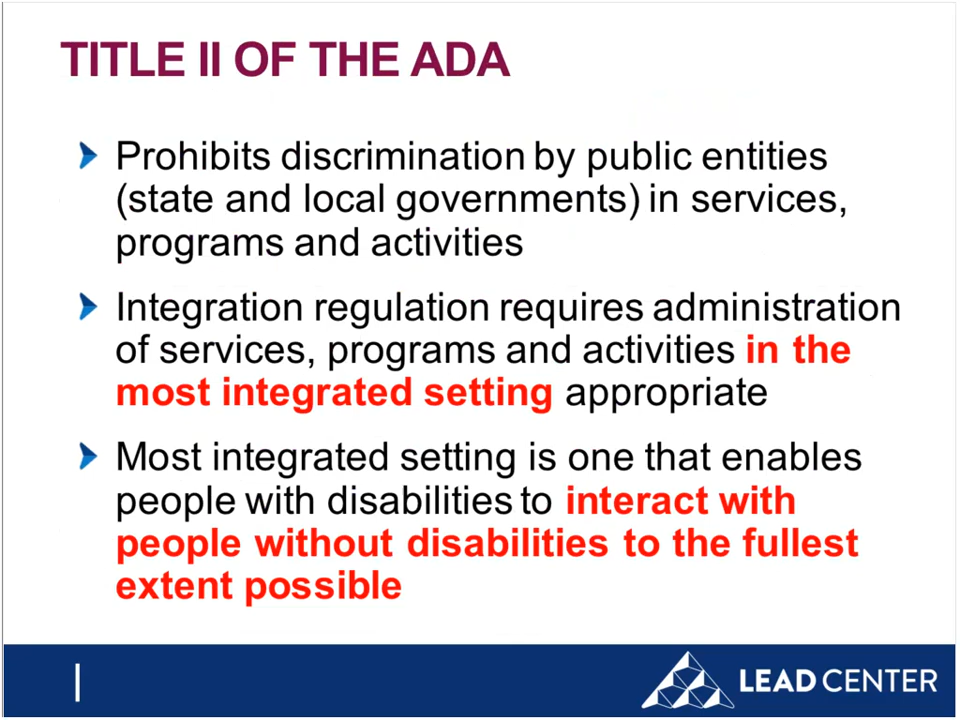 TITLE II OF THE ADA
Prohibits discrimination by public entities
(state and local governments) in services,
programs and activities
Integration regulation requires administration
of services, programs and activities in the
most integrated setting appropriate
Most integrated setting is one that enables
people with disabilities to interact with
people without disabilities to the fullest
extent possible
LEAD CENTER